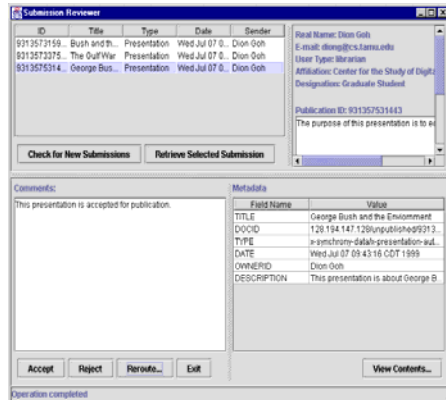 Submission Reviewer
ID Title Type Date Sender
9313573159... Bush and th... Presentation Wed Jul 07 0... Dion Goh
9313573375... The Gulf War Presentation Wed Jul 07 0... Dion Goh
9313575314... George Bus... Presentation Wed Jul 07 0... Dion Goh
Check for New Submissions Retrieve Selected Submission
Real Name: Dion Goh
E-mail: diong@cs.tamu.edu
User Type: librarian
Affiliation: Center for the Study of Digita
Designation: Graduate Student
Publication ID: 931357531443
The purpose of this presentation is to ed
Comments:
This presentation is accepted for publication.
Metadata
Field Name Value
TITLE George Bush and the Enviornment
DOCID 128.194.147.128/unpublished/9313...
TYPE x-synchrony-data/x-presentation-aut...
DATE Wed Jul 07 09:43:16 CDT 1999
OWNERID Dion Goh
DESCRIPTION This presentation is about George B...
Accept Reject Reroute... Exit
View Contents...
Operation completed